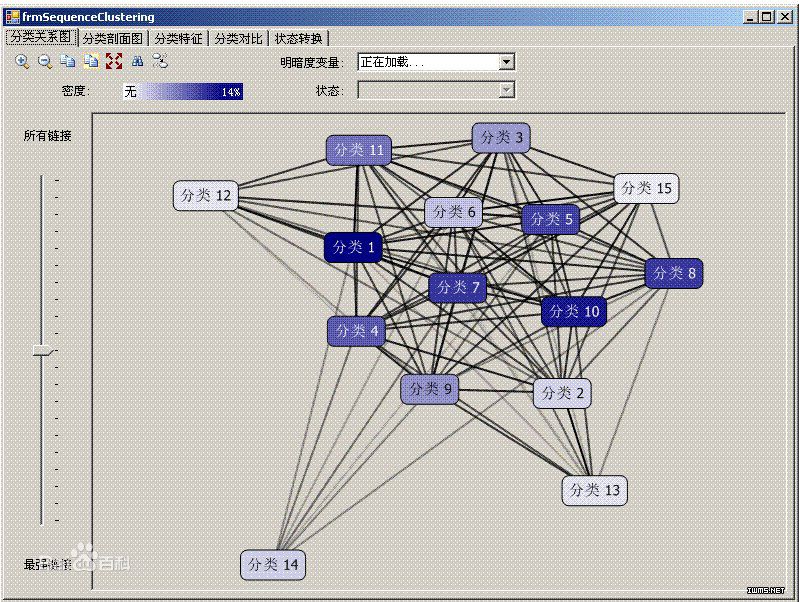 frmSequenceClustering
分类关系图 分类剖面图 分类特征 分类对比 状态转换
明暗度变量: 正在加载...
密度: 无 14% 状态:
所有链接
分类 3
分类 11
分类 15
分类 12
分类 6
分类 5
分类 1
分类 8
分类 7
分类 10
分类 4
分类 9
分类 2
分类 13
最强链接
百科
分类 14
IWMS.NET